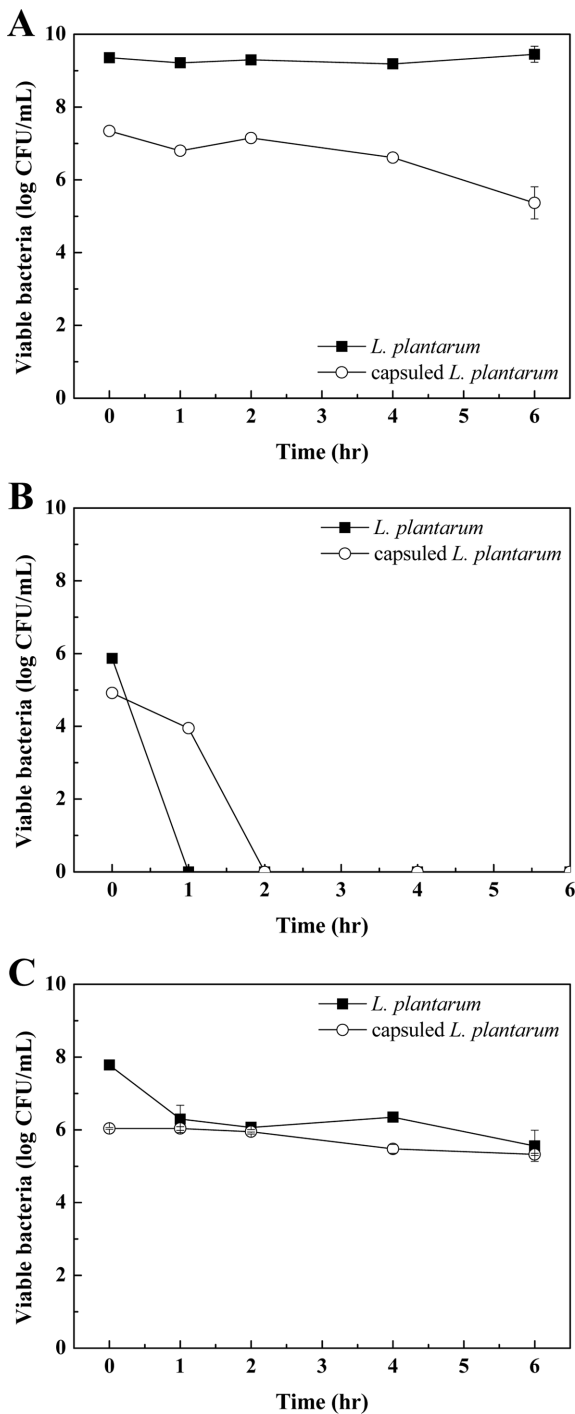 A
10
8
6
4
2
0
Viable bacteria (log CFU/mL)
L. plantarum
capsuled L. plantarum
0 1 2 3 4 5 6
Time (hr)
B
10
8
6
4
2
0
Viable bacteria (log CFU/mL)
L. plantarum
capsuled L. plantarum
0 1 2 3 4 5 6
Time (hr)
C
10
8
6
4
2
0
Viable bacteria (log CFU/mL)
L. plantarum
capsuled L. plantarum
0 1 2 3 4 5 6
Time (hr)